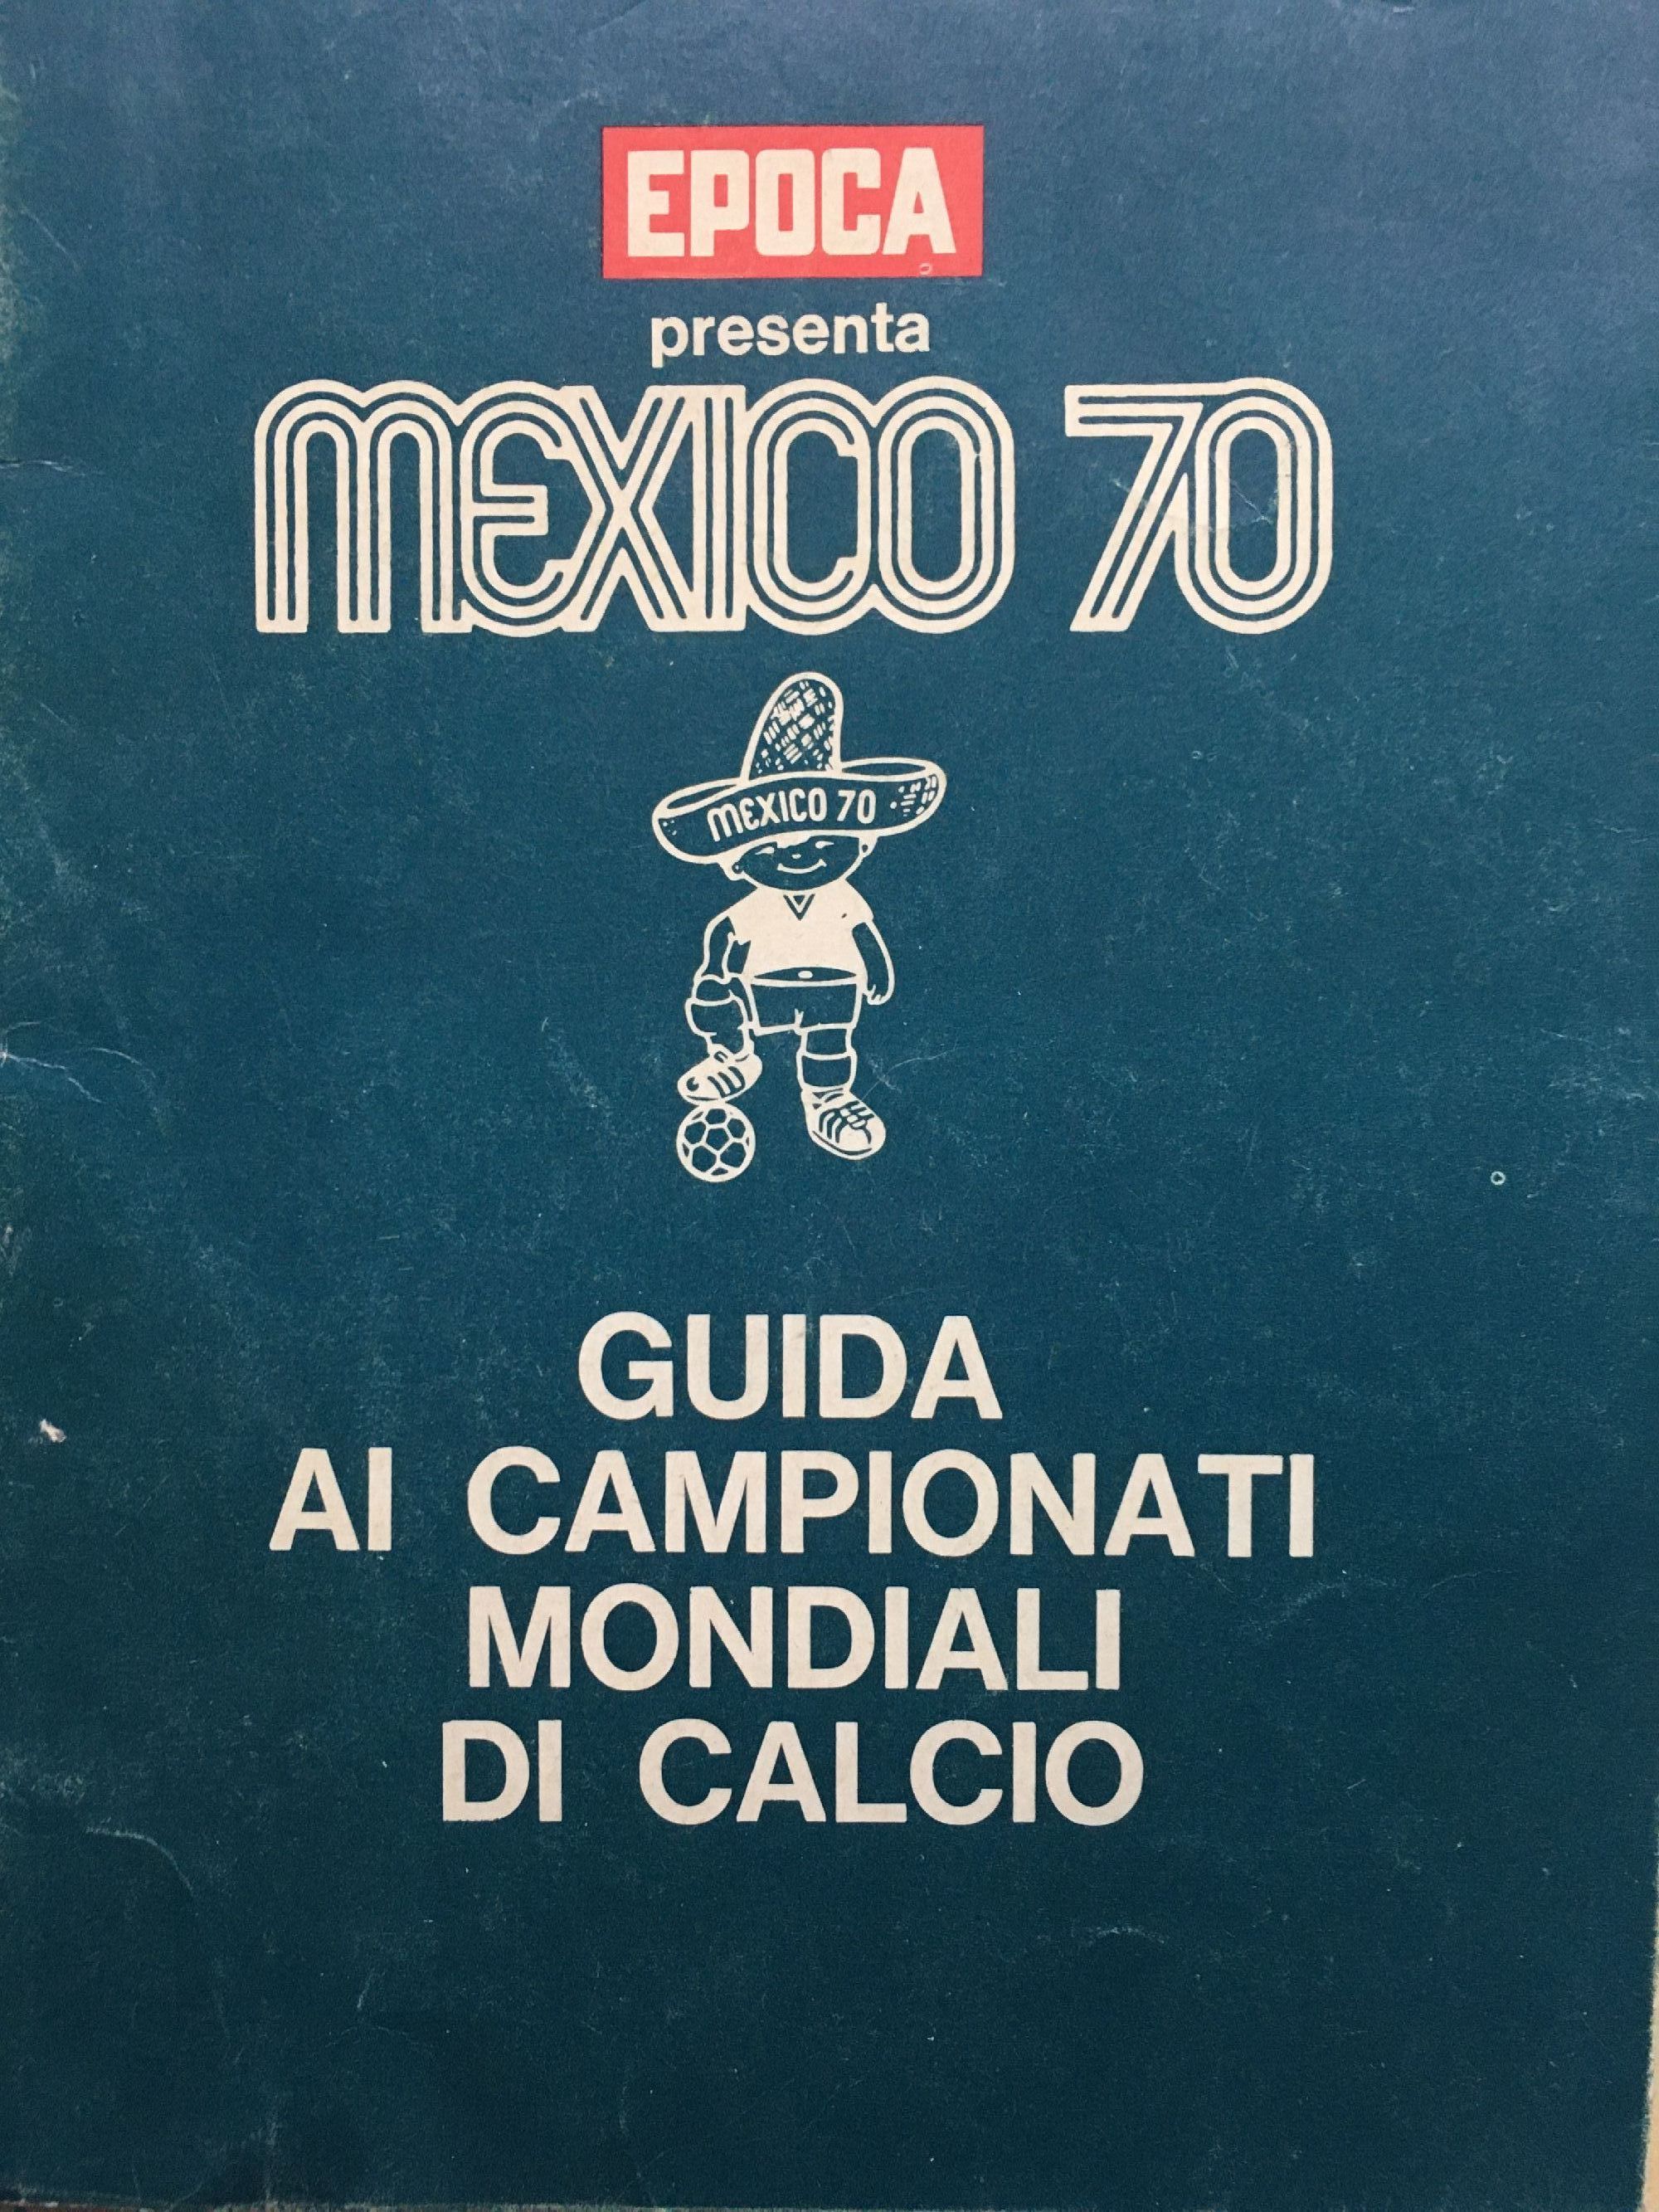 EPOCA
presenta
MEXICO 70
MEXICO 70
GUIDA
AI CAMPIONATI
MONDIALI
DI CALCIO